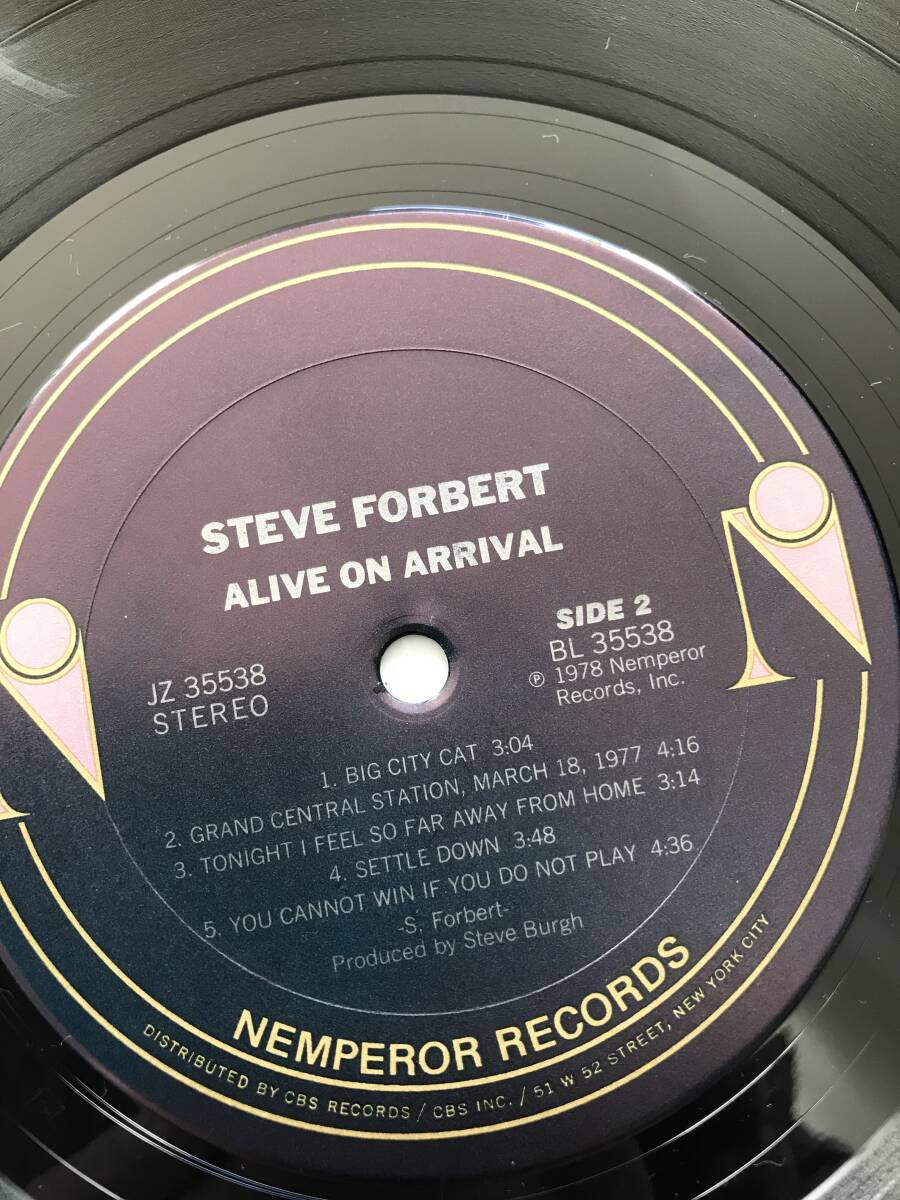 STEVE FORBERT
ALIVE ON ARRIVAL
SIDE 2
BL 35538
℗ 1978 Nemperor
Records, Inc.
JZ 35538
STEREO
1. BIG CITY CAT 3:04
2. GRAND CENTRAL STATION, MARCH 18, 1977 4:16
3. TONIGHT I FEEL SO FAR AWAY FROM HOME 3:14
4. SETTLE DOWN 3:48
5. YOU CANNOT WIN IF YOU DO NOT PLAY 4:36
-S. Forbert-
Produced by Steve Burgh
NEMPEROR RECORDS
DISTRIBUTED BY CBS RECORDS / CBS INC. / 51 W 52 STREET, NEW YORK CITY